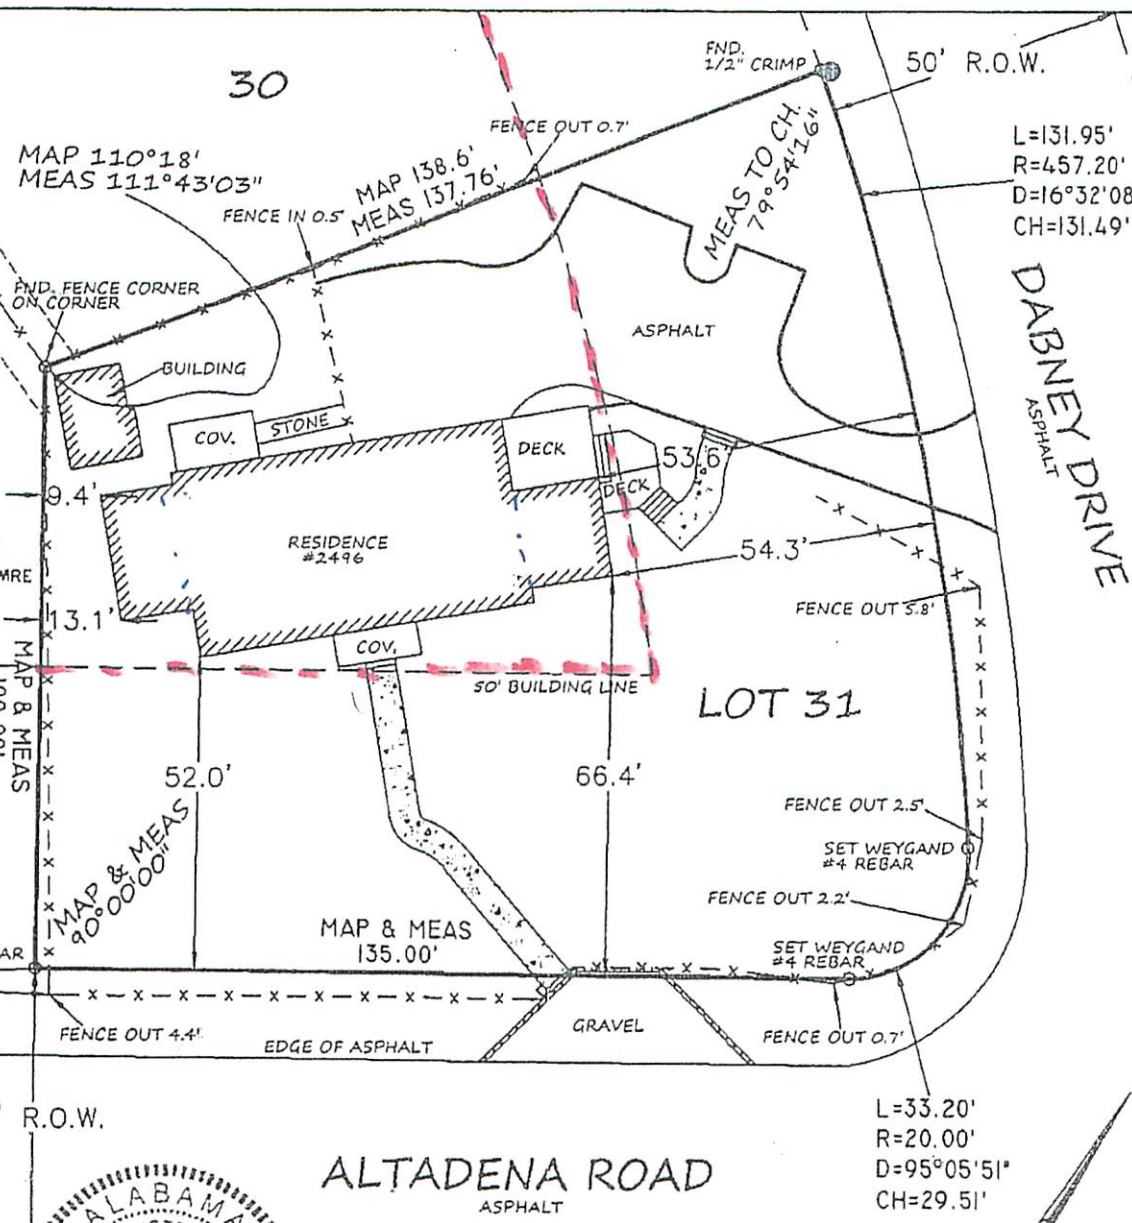 30
FND.
1/2" CRIMP
50' R.O.W.
FENCE OUT 0.7'
L=131.95'
R=457.20'
D=16°32'08
CH=131.49'
MAP 110°18'
MEAS 111°43'03"
MAP 138.6'
MEAS 137.76'
MEAS TO CH.
79°54'16"
FENCE IN 0.5'
FND. FENCE CORNER
ON CORNER
DABNEY DRIVE
ASPHALT
ASPHALT
BUILDING
COV.
STONE
DECK
DECK
53.6'
9.4'
RESIDENCE
#2496
54.3'
13.1'
FENCE OUT 5.8'
COV.
MAP & MEAS
50' BUILDING LINE
LOT 31
52.0'
66.4'
FENCE OUT 2.5'
SET WEYGAND
#4 REBAR
MAP & MEAS
90°00'00"
FENCE OUT 2.2'
MAP & MEAS
135.00'
SET WEYGAND
#4 REBAR
AR
GRAVEL
FENCE OUT 4.4'
EDGE OF ASPHALT
FENCE OUT 0.7'
R.O.W.
L=33.20'
R=20.00'
D=95°05'51"
CH=29.51'
ALTADENA ROAD
ASPHALT
ALABAMA